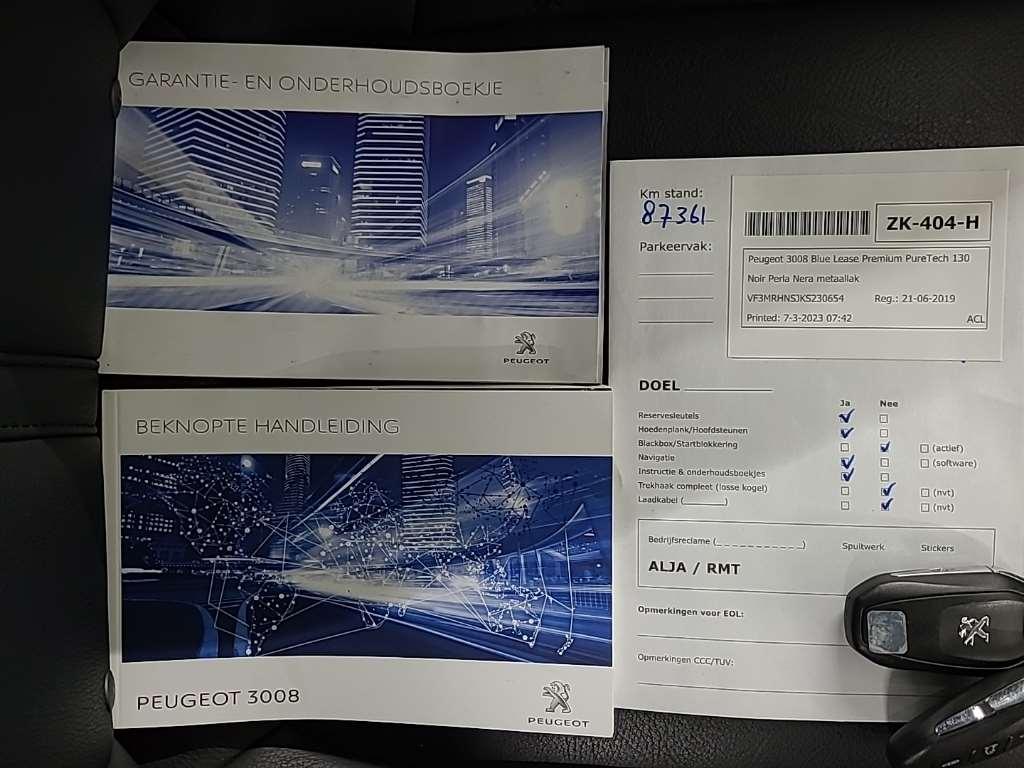 GARANTIE- EN ONDERHOUDSBOEKJE
PEUGEOT
BEKNOPTE HANDLEIDING
PEUGEOT 3008
PEUGEOT
Km stand:
87361
Parkeervak:
ZK-404-H
Peugeot 3008 Blue Lease Premium PureTech 130
Noir Perla Nera metaallak
VF3MRHNSJKS230654 Reg.: 21-06-2019
Printed: 7-3-2023 07:42 ACL
DOEL
Ja Nee
Reservesleutels
Hoedenplank/Hoofdsteunen
Blackbox/Startblokkering (actief)
Navigatie (software)
Instructie & onderhoudsboekjes
Trekhaak compleet (losse kogel) (nvt)
Laadkabel (______) (nvt)
Bedrijfsreclame (___________) Spuitwerk Stickers
ALJA / RMT
Opmerkingen voor EOL:
Opmerkingen CCC/TUV: